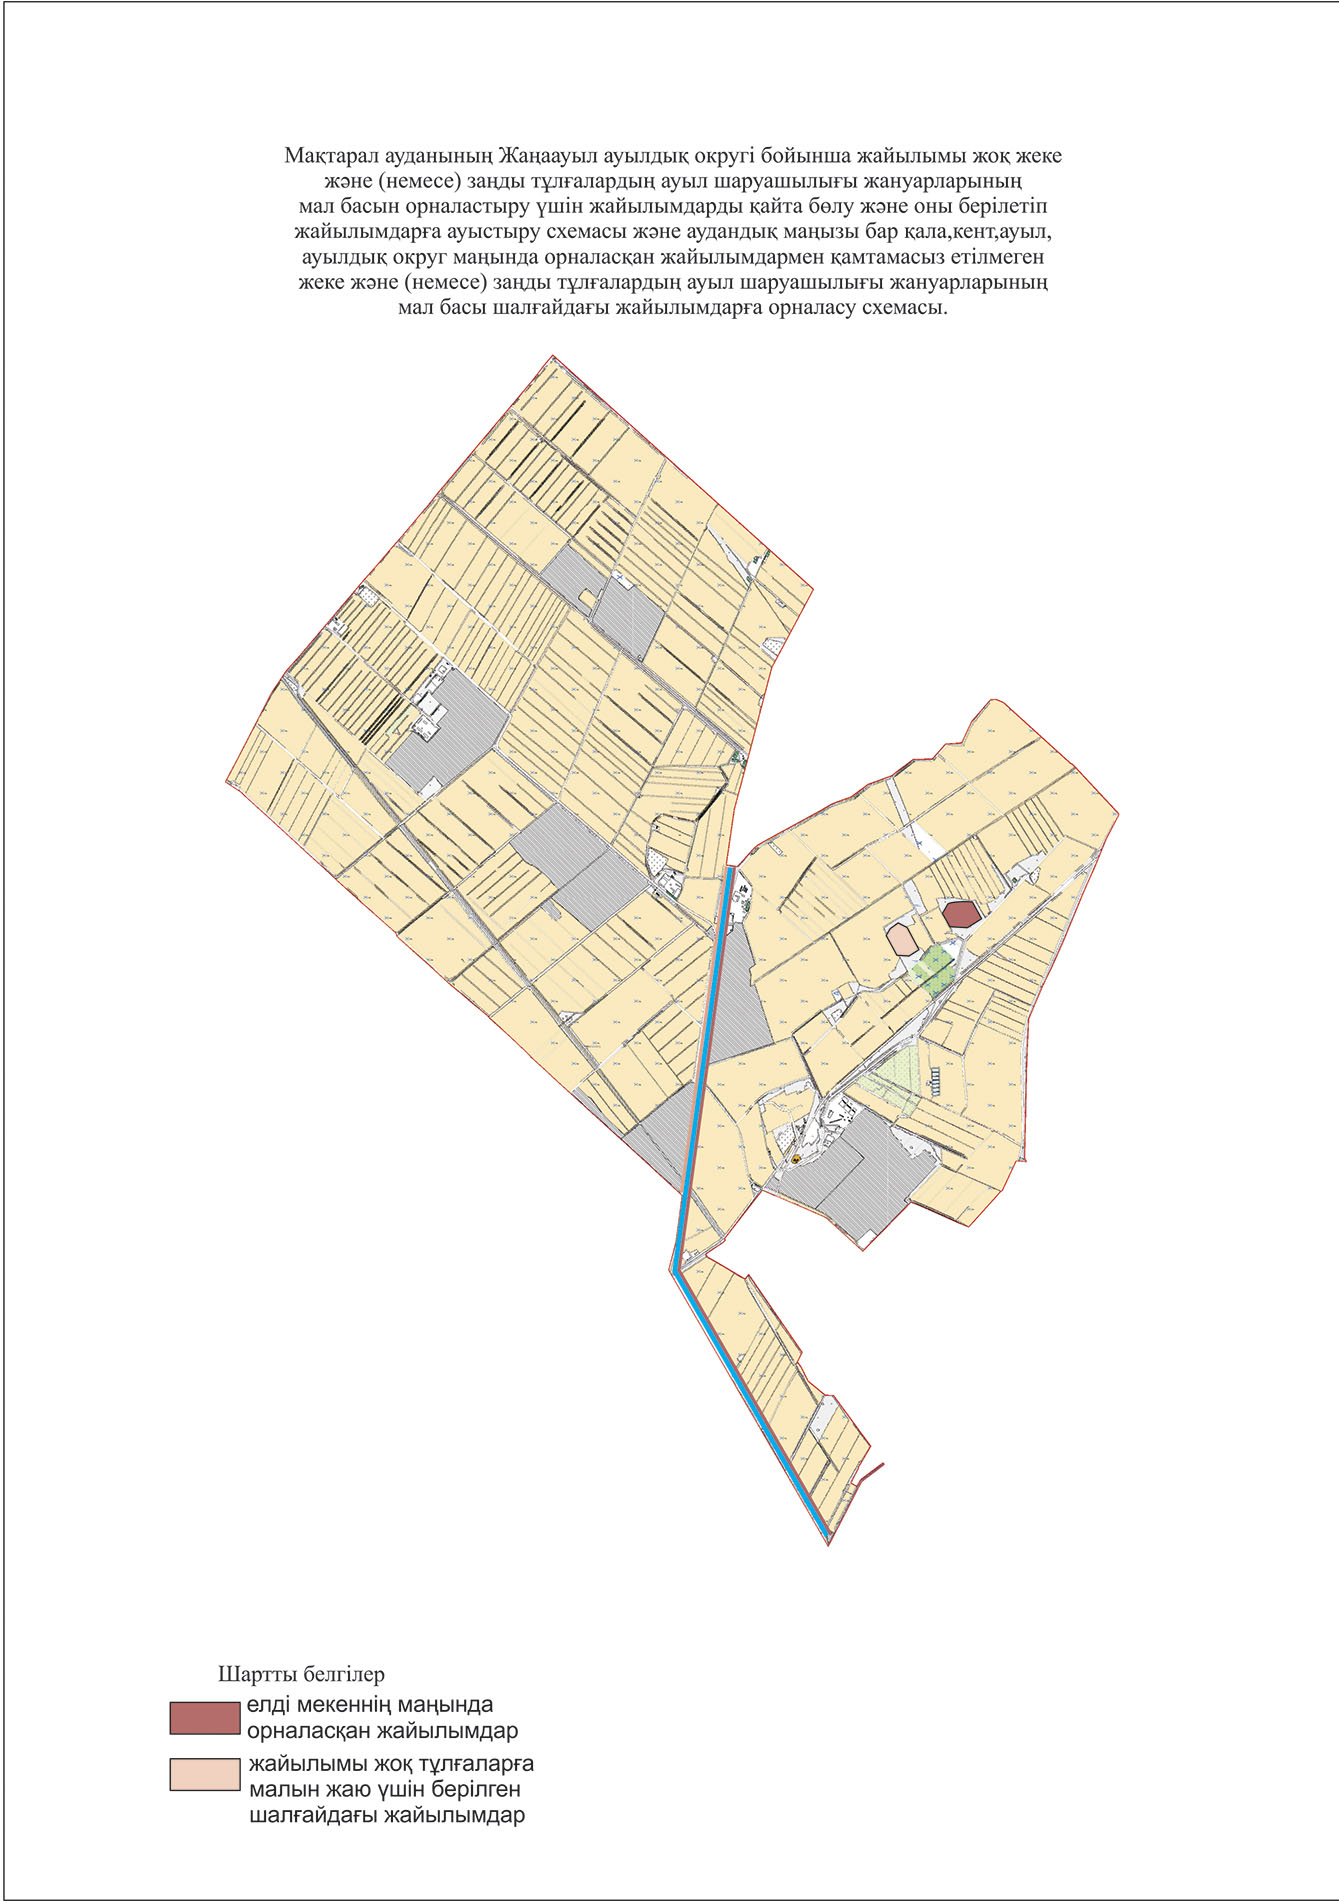 Мақтарал ауданының Жаңаауыл ауылдық округі бойынша жайылымы жоқ жеке
және (немесе) заңды тұлғалардың ауыл шаруашылығы жануарларының
мал басын орналастыру үшін жайылымдарды қайта бөлу және оны берілетіп
жайылымдарға ауыстыру схемасы және аудандық маңызы бар қала,кент,ауыл,
ауылдық округ маңында орналасқан жайылымдармен қамтамасыз етілмеген
жеке және (немесе) заңды тұлғалардың ауыл шаруашылығы жануарларының
мал басы шалғайдағы жайылымдарға орналасу схемасы.
Шартты белгілер
елді мекеннің маңында
орналасқан жайылымдар
жайылымы жоқ тұлғаларға
малын жаю үшін берілген
шалғайдағы жайылымдар